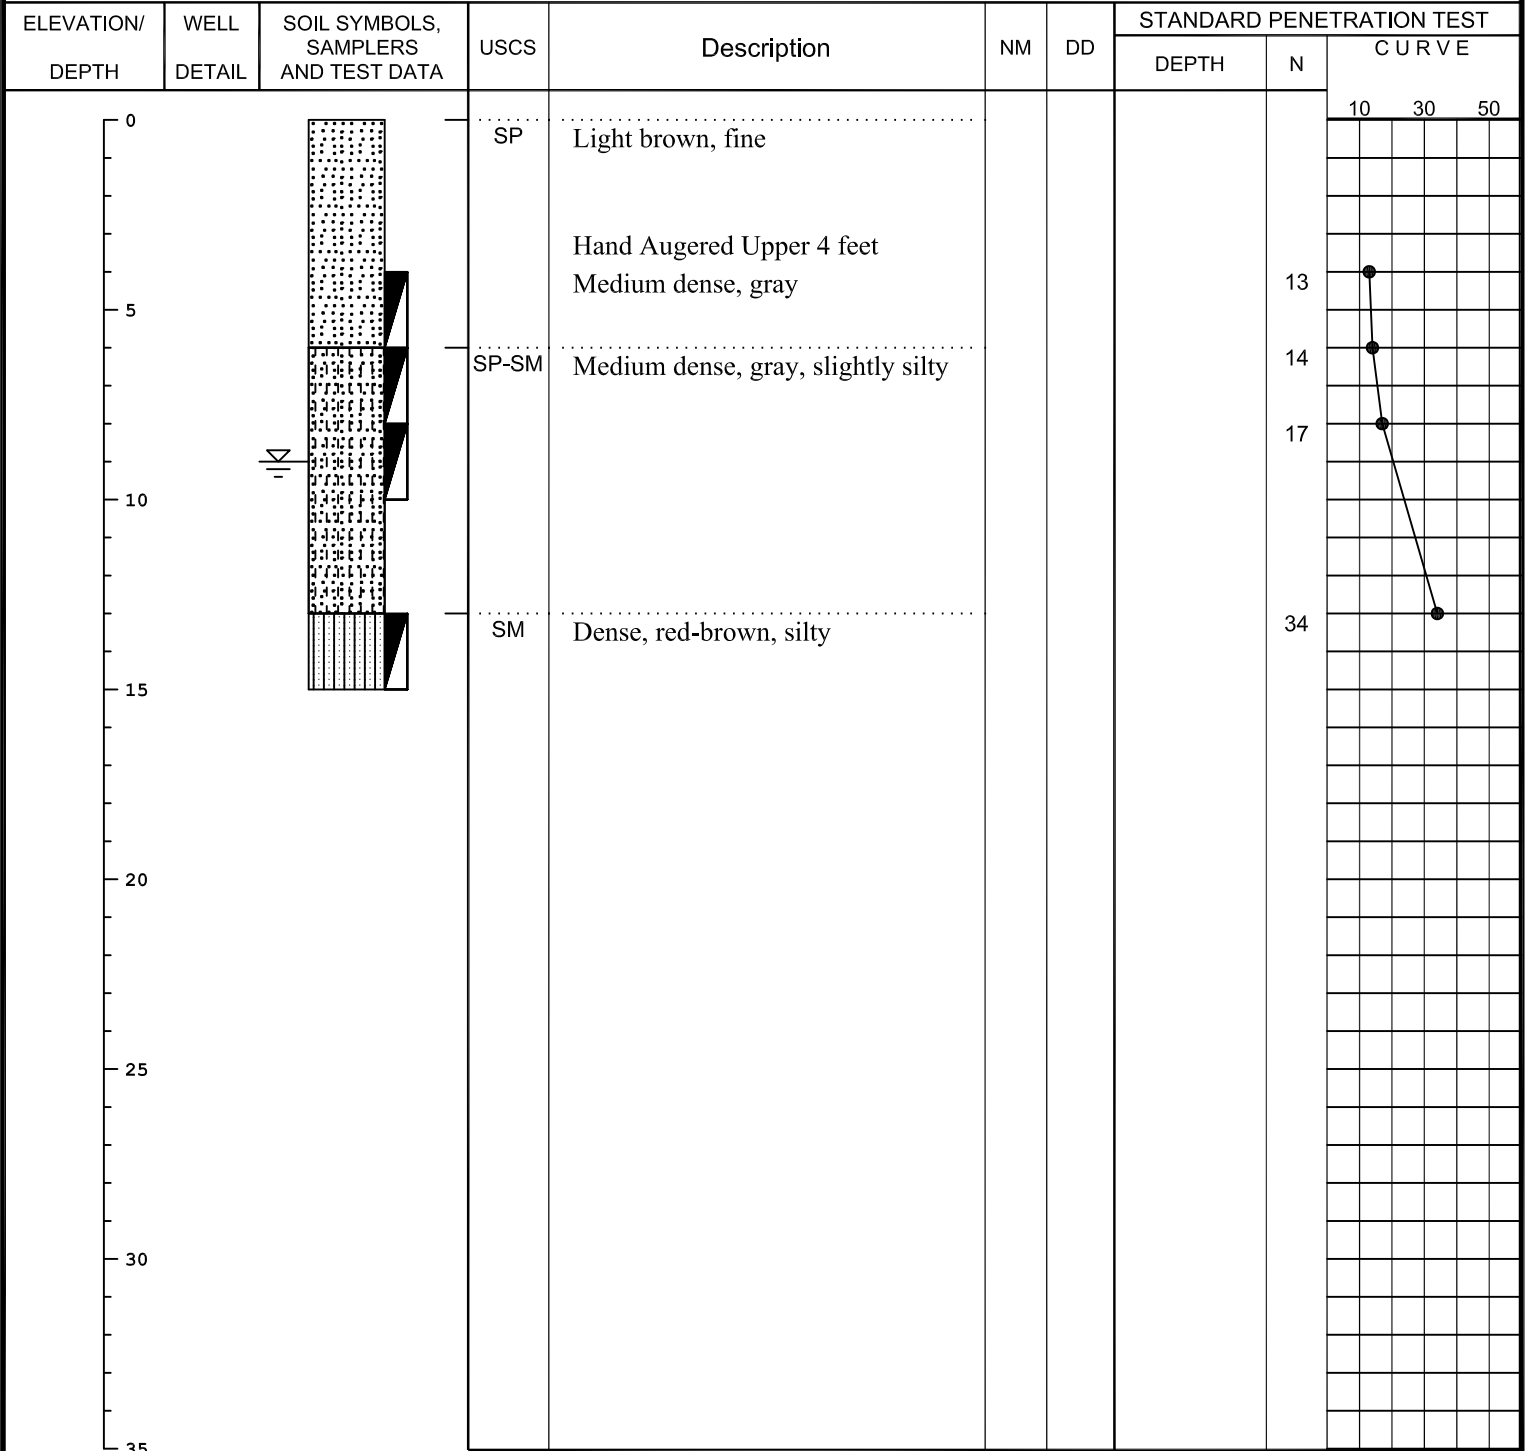 ELEVATION/
DEPTH
WELL
DETAIL
SOIL SYMBOLS,
SAMPLERS
AND TEST DATA
USCS
Description
NM
DD
STANDARD PENETRATION TEST
DEPTH
N
CURVE
10 30 50
0
SP
Light brown, fine
Hand Augered Upper 4 feet
Medium dense, gray
13
5
SP-SM
Medium dense, gray, slightly silty
14
17
10
SM
Dense, red-brown, silty
34
15
20
25
30
35